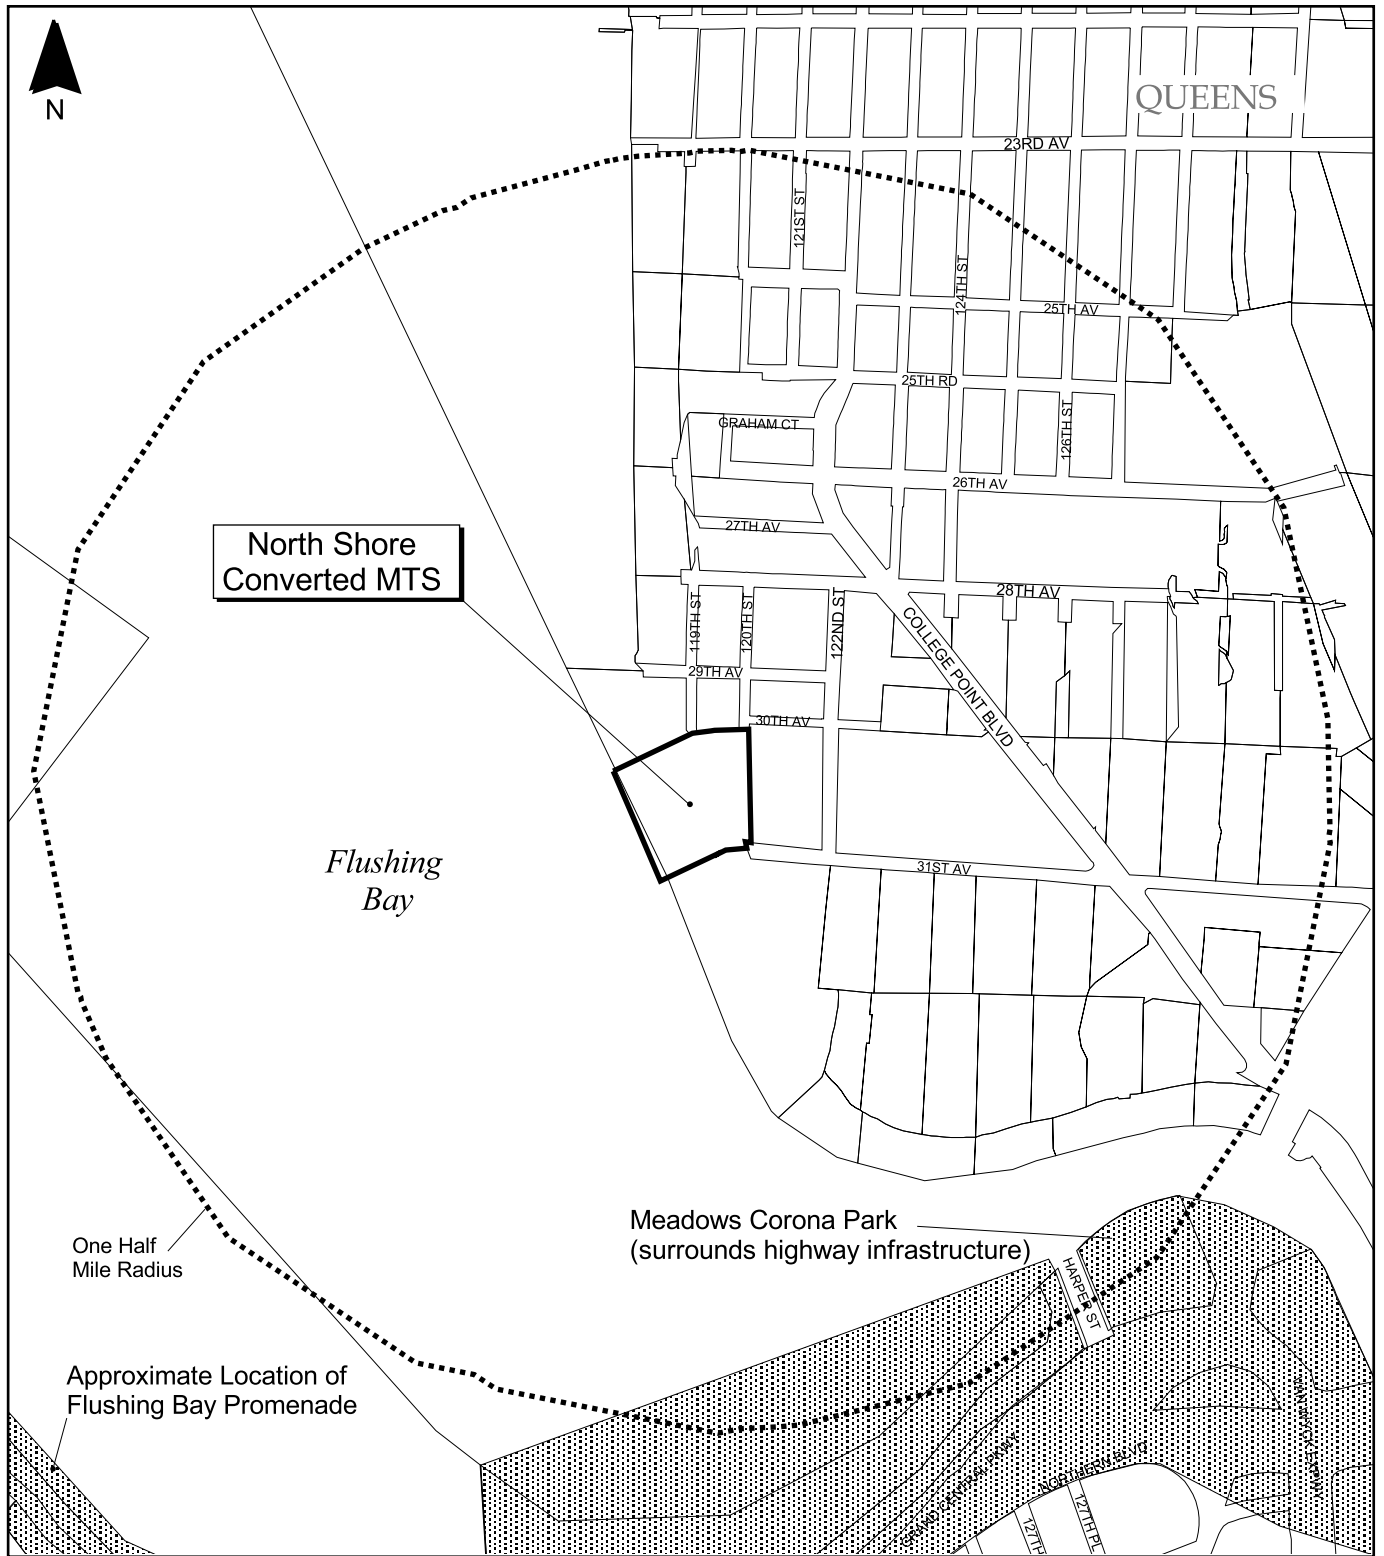 N
QUEENS
23RD AV
121ST ST
124TH ST
25TH AV
25TH RD
GRAHAM CT
126TH ST
26TH AV
27TH AV
North Shore
Converted MTS
28TH AV
119TH ST
120TH ST
122ND ST
COLLEGE POINT BLVD
29TH AV
30TH AV
Flushing
Bay
31ST AV
Meadows Corona Park
(surrounds highway infrastructure)
One Half
Mile Radius
HARPER ST
Approximate Location of
Flushing Bay Promenade
GRAND CENTRAL PKWY
NORTHERN BLVD
127TH PL
127TH